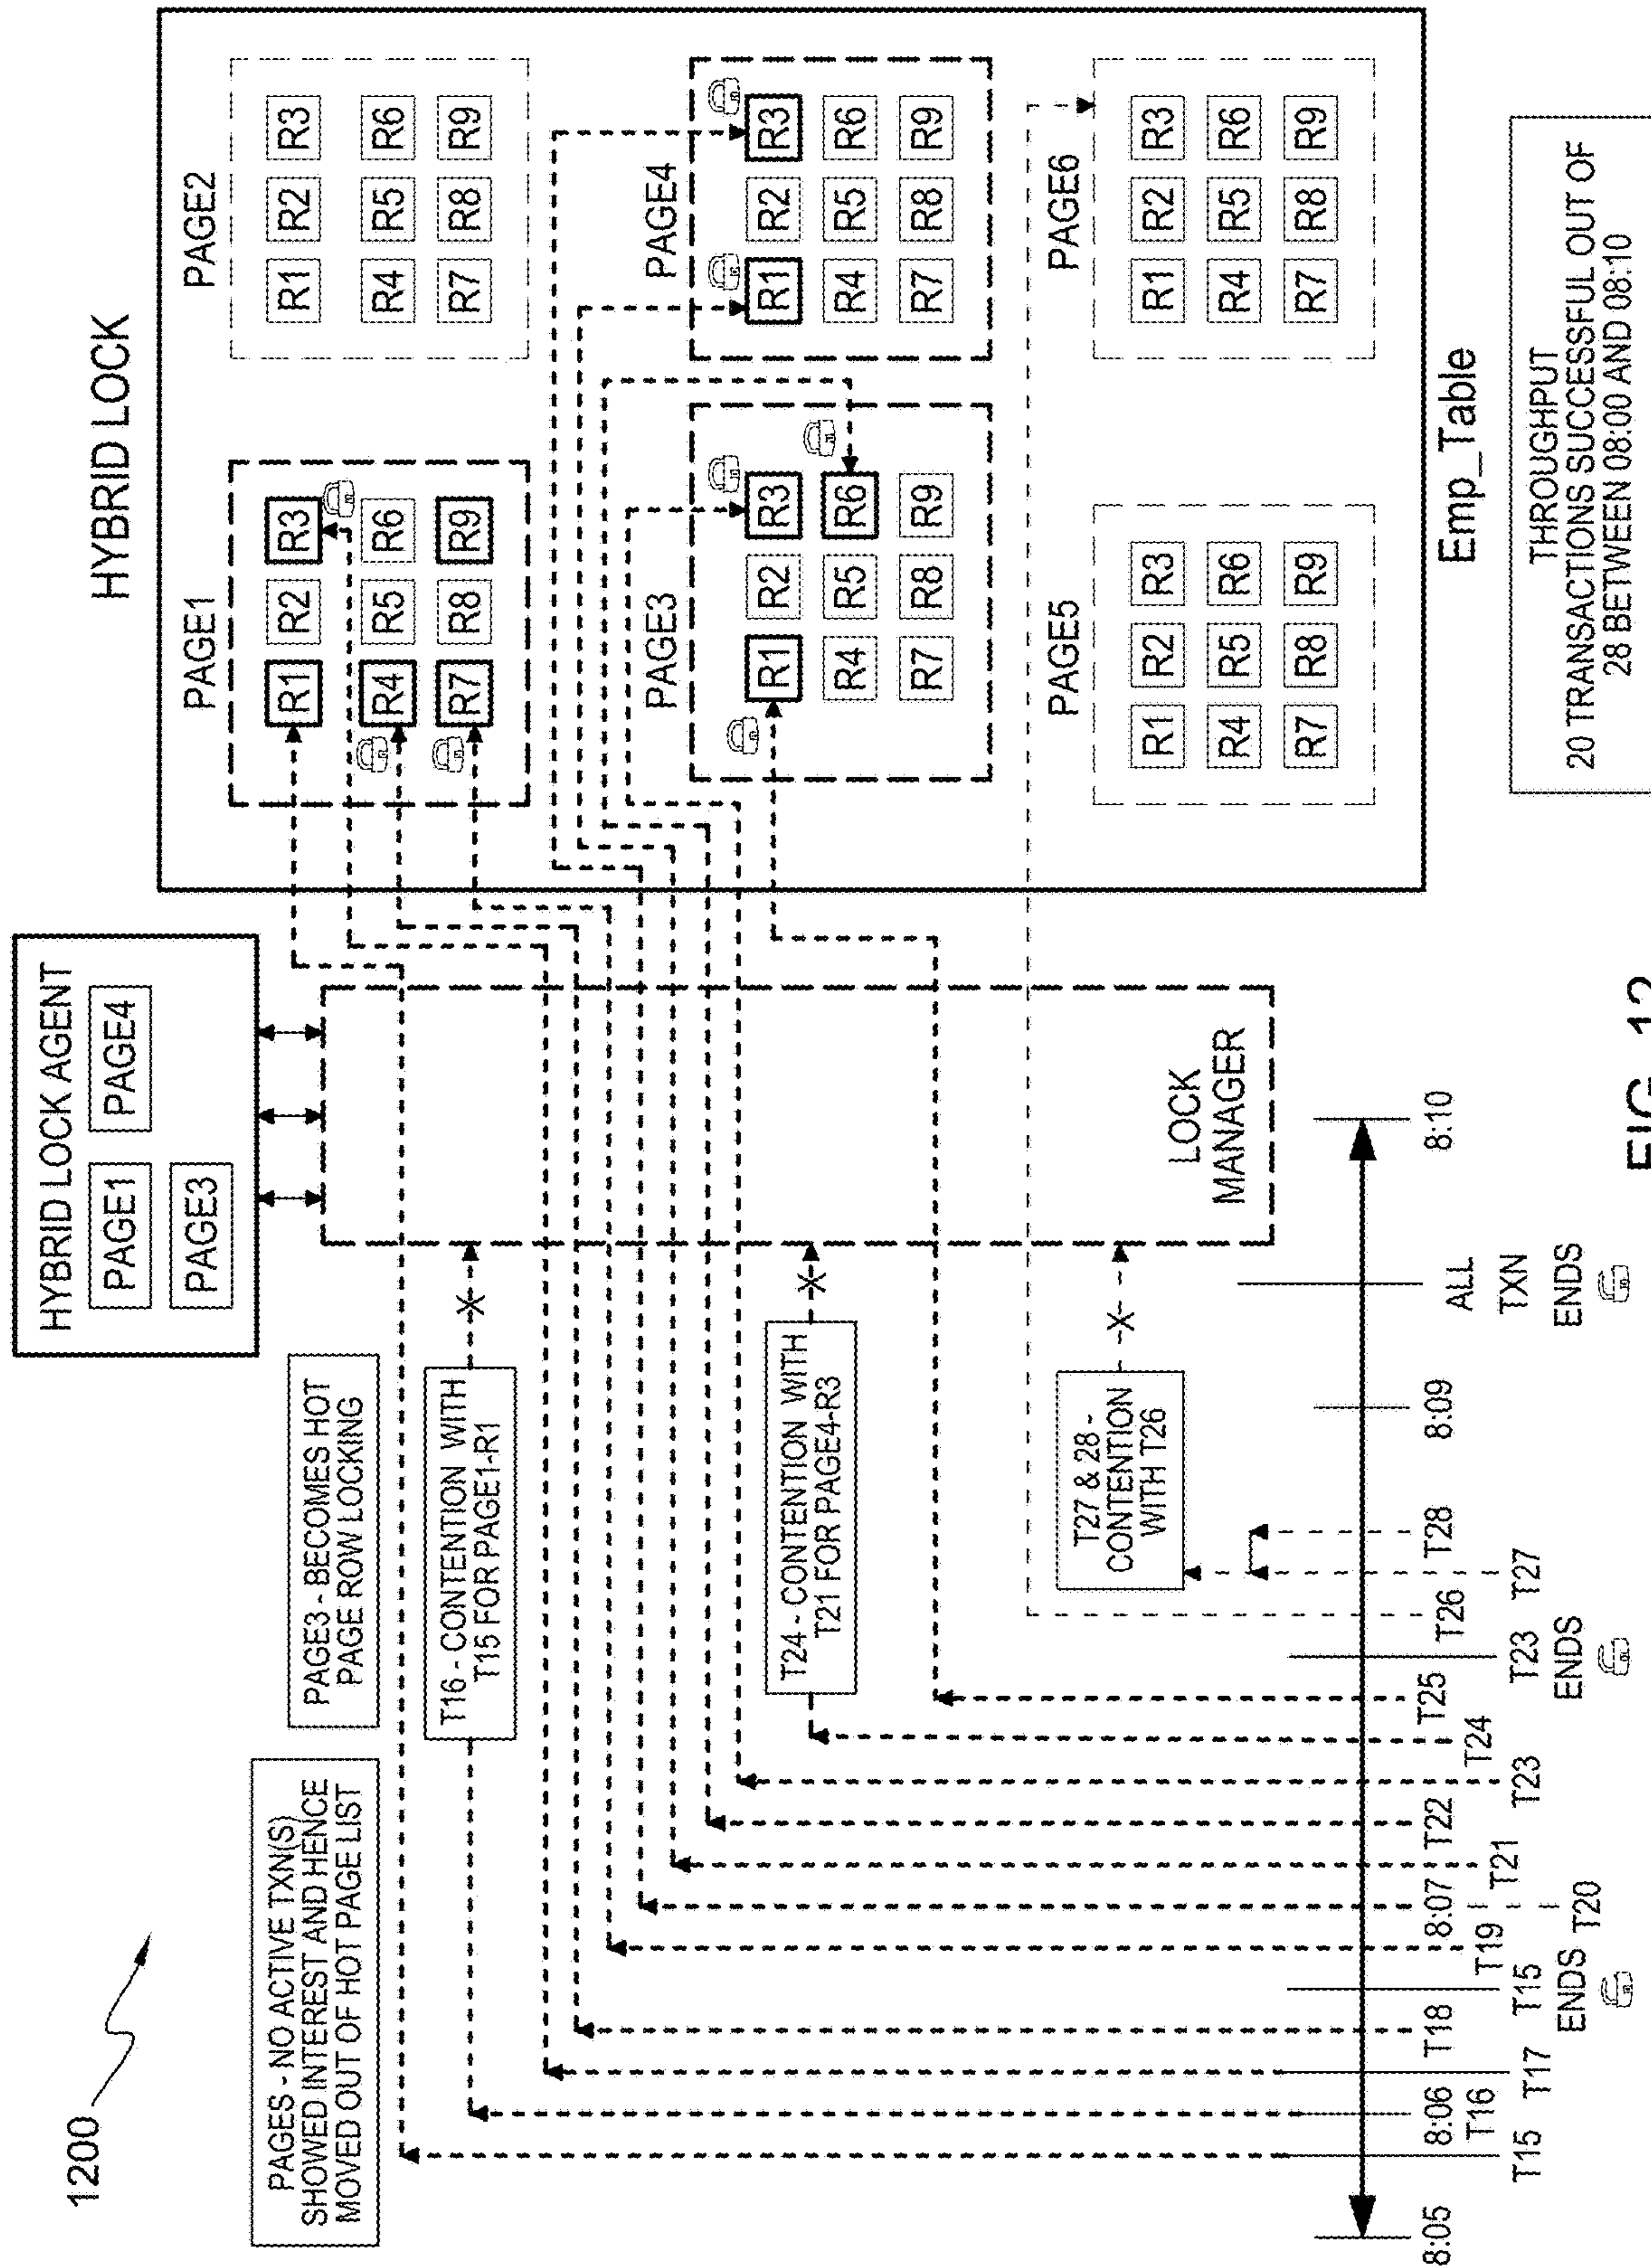 1200
HYBRID LOCK
HYBRID LOCK AGENT
PAGE1
PAGE4
PAGE3
PAGES - NO ACTIVE TXN(S)
SHOWED INTEREST AND HENCE
MOVED OUT OF HOT PAGE LIST
PAGE3 - BECOMES HOT
PAGE ROW LOCKING
T16 - CONTENTION WITH
T15 FOR PAGE1-R1
T24 - CONTENTION WITH
T21 FOR PAGE4-R3
T27 & 28 -
CONTENTION
WITH T26
LOCK
MANAGER
PAGE1
R1 R2 R3
R4 R5 R6
R7 R8 R9
PAGE2
R1 R2 R3
R4 R5 R6
R7 R8 R9
PAGE3
R1 R2 R3
R4 R5 R6
R7 R8 R9
PAGE4
R1 R2 R3
R4 R5 R6
R7 R8 R9
PAGE5
R1 R2 R3
R4 R5 R6
R7 R8 R9
PAGE6
R1 R2 R3
R4 R5 R6
R7 R8 R9
Emp_Table
8:05
T15
8:06
T16
T17
T18
T15
ENDS
T19
8:07
T20
T21
T22
T23
T24
T25
T23
ENDS
T26
T27
T28
8:09
ALL
TXN
ENDS
8:10
THROUGHPUT
20 TRANSACTIONS SUCCESSFUL OUT OF
28 BETWEEN 08:00 AND 08:10
FIG. 12